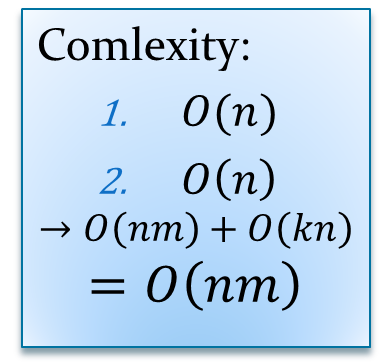 Comlexity:
1. O(n)
2. O(n)
→ O(nm) + O(kn)
= O(nm)